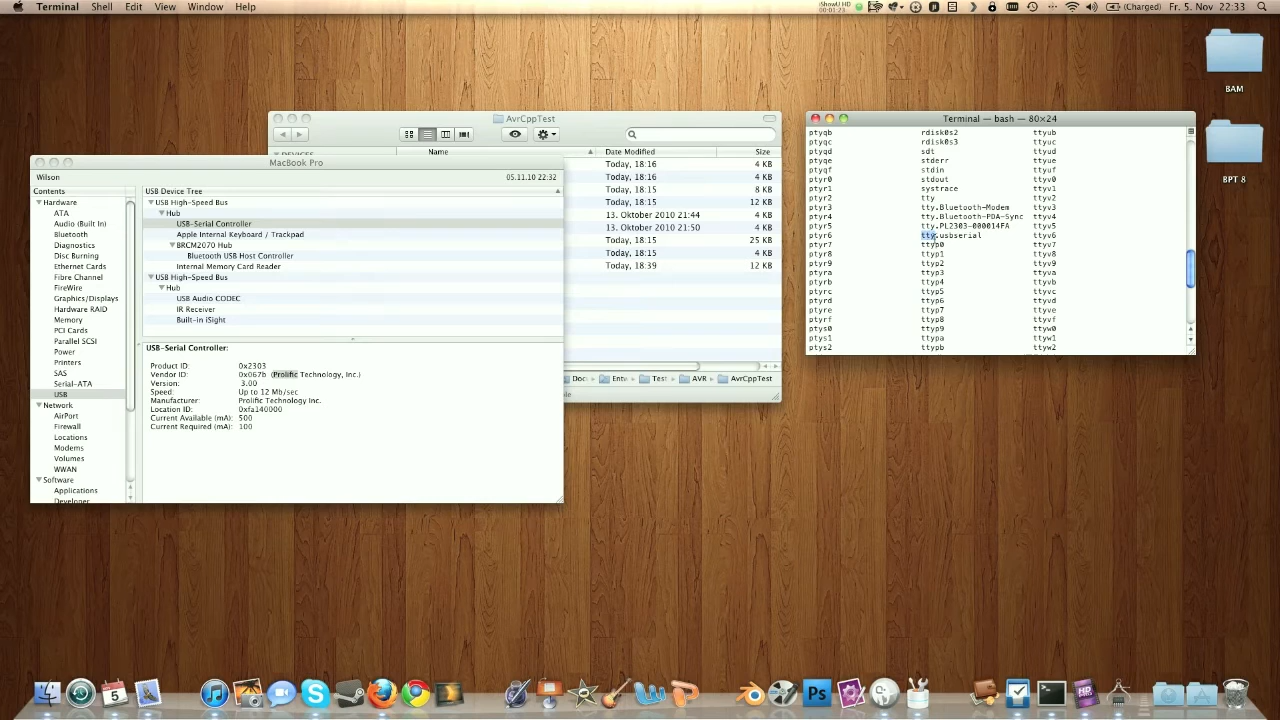 Terminal Shell Edit View Window Help
iShowU HD
00:01:23
(Charged) Fr. 5. Nov 22:33
BAM
BPT 8
AvrCppTest
Name Date Modified Size
Today, 18:16 4 KB
Today, 18:16 4 KB
Today, 18:15 8 KB
Today, 18:15 12 KB
13. Oktober 2010 21:44 4 KB
13. Oktober 2010 21:50 4 KB
Today, 18:15 25 KB
Today, 18:39 12 KB
AVR AvrCppTest
MacBook Pro
Wilson 05.11.10 22:32
Contents
Hardware
ATA
Audio (Built In)
Bluetooth
Diagnostics
Disc Burning
Ethernet Cards
Fibre Channel
FireWire
Graphics/Displays
Hardware RAID
Memory
PCI Cards
Parallel SCSI
Power
Printers
SAS
Serial-ATA
USB
Network
AirPort
Firewall
Locations
Modems
Volumes
WWAN
Software
Applications
Developer
USB Device Tree
USB High-Speed Bus
Hub
USB-Serial Controller
Apple Internal Keyboard / Trackpad
BRCM2070 Hub
Bluetooth USB Host Controller
Internal Memory Card Reader
USB High-Speed Bus
Hub
USB Audio CODEC
IR Receiver
Built-in iSight
USB-Serial Controller:
Product ID: 0x2303
Vendor ID: 0x067b (Prolific Technology, Inc.)
Version: 3.00
Speed: Up to 12 Mb/sec
Manufacturer: Prolific Technology Inc.
Location ID: 0xfa140000
Current Available (mA): 500
Current Required (mA): 100
Terminal — bash — 80×24
ptyqb rdisk0s2 ttyub
ptyqc rdisk0s3 ttyuc
ptyqd sdt ttyud
ptyqe stderr ttyue
ptyqf stdin ttyuf
ptyr0 stdout ttyv0
ptyr1 systrace ttyv1
ptyr2 tty ttyv2
ptyr3 tty.Bluetooth-Modem ttyv3
ptyr4 tty.Bluetooth-PDA-Sync ttyv4
ptyr5 tty.PL2303-000014FA ttyv5
ptyr6 tty.usbserial ttyv6
ptyr7 ttyp0 ttyv7
ptyr8 ttyp1 ttyv8
ptyr9 ttyp2 ttyv9
ptyra ttyp3 ttyva
ptyrb ttyp4 ttyvb
ptyrc ttyp5 ttyvc
ptyrd ttyp6 ttyvd
ptyre ttyp7 ttyve
ptyrf ttyp8 ttyvf
ptys0 ttyp9 ttyw0
ptys1 ttypa ttyw1
ptys2 ttypb ttyw2